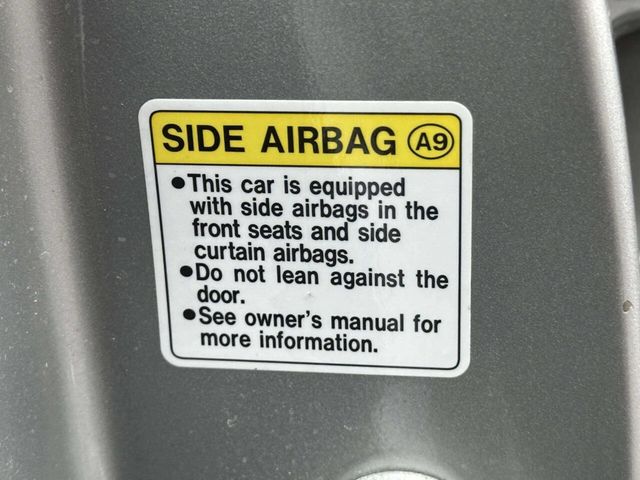 SIDE AIRBAG A9
•This car is equipped
with side airbags in the
front seats and side
curtain airbags.
•Do not lean against the
door.
•See owner's manual for
more information.